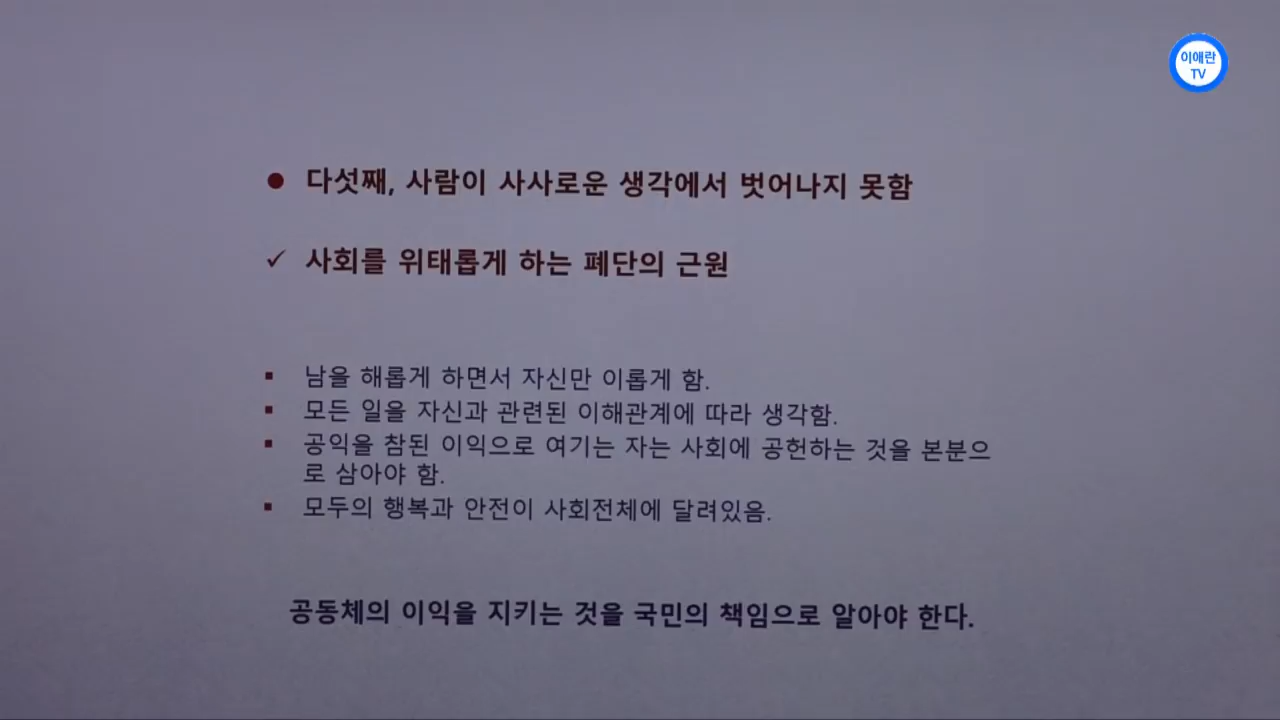 이애란
TV
● 다섯째, 사람이 사사로운 생각에서 벗어나지 못함
✓ 사회를 위태롭게 하는 폐단의 근원
▪ 남을 해롭게 하면서 자신만 이롭게 함.
▪ 모든 일을 자신과 관련된 이해관계에 따라 생각함.
▪ 공익을 참된 이익으로 여기는 자는 사회에 공헌하는 것을 본분으
로 삼아야 함.
▪ 모두의 행복과 안전이 사회전체에 달려있음.
공동체의 이익을 지키는 것을 국민의 책임으로 알아야 한다.